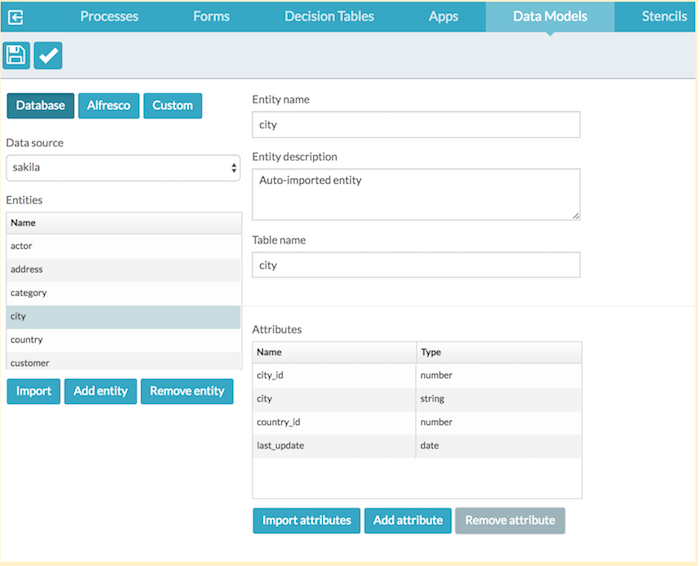 Processes Forms Decision Tables Apps Data Models Stencils
Database Alfresco Custom
Data source
sakila
Entities
Name
actor
address
category
city
country
customer
Import Add entity Remove entity
Entity name
city
Entity description
Auto-imported entity
Table name
city
Attributes
Name Type
city_id number
city string
country_id number
last_update date
Import attributes Add attribute Remove attribute